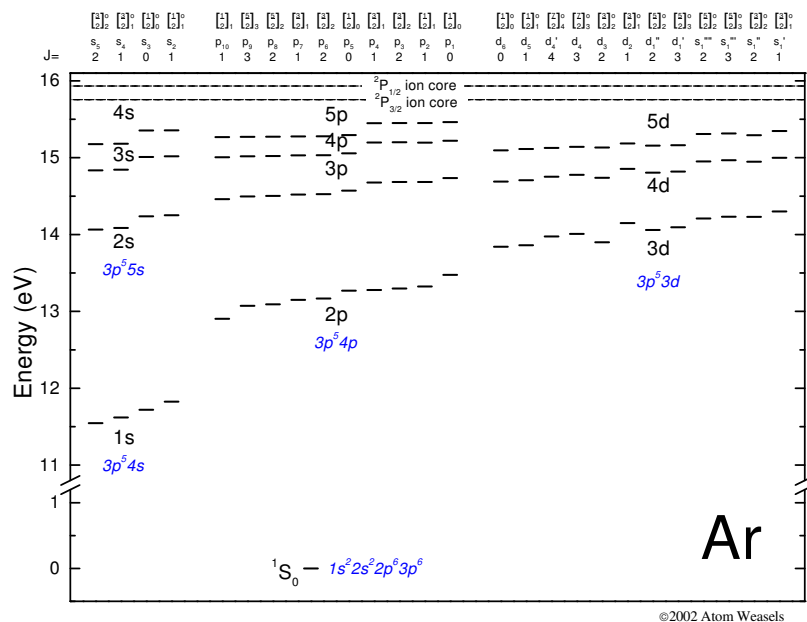 s₅ s₄ s₃ s₂ p₁₀ p₉ p₈ p₇ p₆ p₅ p₄ p₃ p₂ p₁ d₆ d₅ d₄' d₄ d₃ d₂ d₁" d₁' s₁"" s₁"' s₁" s₁'
J= 2 1 0 1 1 3 2 1 2 0 1 2 1 0 0 1 4 3 2 1 2 3 2 3 2 1
16
²P₁/₂ ion core
²P₃/₂ ion core
4s 5p 5d
3s 4p
15
3p 4d
14
2s 3d
3p⁵5s 3p⁵3d
13
2p
3p⁵4p
12
1s
3p⁵4s
11
Energy (eV)
1
Ar
0
¹S₀ 1s²2s²2p⁶3p⁶
©2002 Atom Weasels